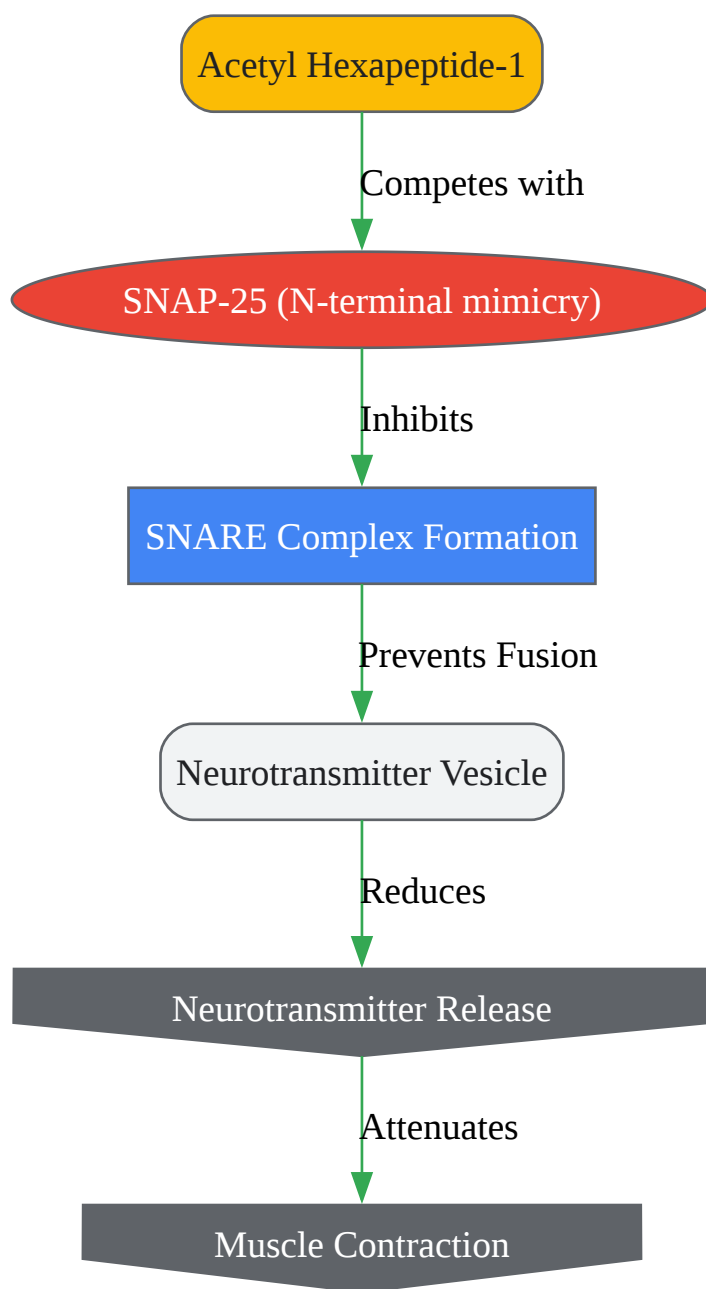 Acetyl Hexapeptide-1
Competes with
SNAP-25 (N-terminal mimicry)
Inhibits
SNARE Complex Formation
Prevents Fusion
Neurotransmitter Vesicle
Reduces
Neurotransmitter Release
Attenuates
Muscle Contraction